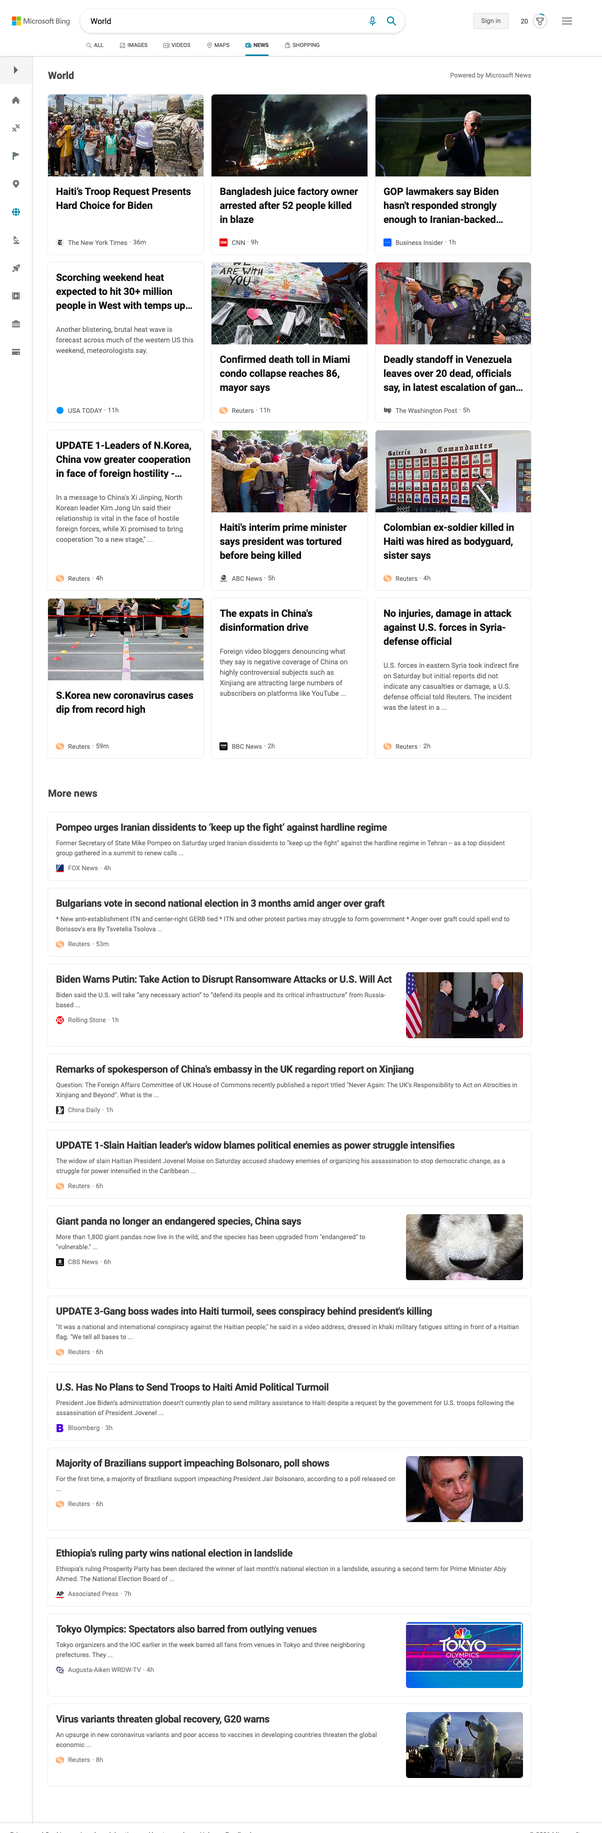 Microsoft Bing
World
Sign in
20
ALL
IMAGES
VIDEOS
MAPS
NEWS
SHOPPING
World
Powered by Microsoft News
Haiti's Troop Request Presents
Hard Choice for Biden
The New York Times · 36m
Bangladesh juice factory owner
arrested after 52 people killed
in blaze
CNN · 9h
GOP lawmakers say Biden
hasn't responded strongly
enough to Iranian-backed...
Business Insider · 1h
Scorching weekend heat
expected to hit 30+ million
people in West with temps up...
Another blistering, brutal heat wave is
forecast across much of the western US this
weekend, meteorologists say.
USA TODAY · 11h
WE ARE WITH
YOU
Confirmed death toll in Miami
condo collapse reaches 86,
mayor says
Reuters · 11h
Deadly standoff in Venezuela
leaves over 20 dead, officials
say, in latest escalation of gan...
The Washington Post · 5h
UPDATE 1-Leaders of N.Korea,
China vow greater cooperation
in face of foreign hostility -...
In a message to China's Xi Jinping, North
Korean leader Kim Jong Un said their
relationship is vital in the face of hostile
foreign forces, while Xi promised to bring
cooperation "to a new stage," ...
Reuters · 4h
Haiti's interim prime minister
says president was tortured
before being killed
ABC News · 5h
Galería de Comandantes
Colombian ex-soldier killed in
Haiti was hired as bodyguard,
sister says
Reuters · 4h
S.Korea new coronavirus cases
dip from record high
Reuters · 59m
The expats in China's
disinformation drive
Foreign video bloggers denouncing what
they say is negative coverage of China on
highly controversial subjects such as
Xinjiang are attracting large numbers of
subscribers on platforms like YouTube ...
BBC News · 2h
No injuries, damage in attack
against U.S. forces in Syria-
defense official
U.S. forces in eastern Syria took indirect fire
on Saturday but initial reports did not
indicate any casualties or damage, a U.S.
defense official told Reuters. The incident
was the latest in a ...
Reuters · 2h
More news
Pompeo urges Iranian dissidents to 'keep up the fight' against hardline regime
Former Secretary of State Mike Pompeo on Saturday urged Iranian dissidents to "keep up the fight" against the hardline regime in Tehran -- as a top dissident
group gathered in a summit to renew calls ...
FOX News · 4h
Bulgarians vote in second national election in 3 months amid anger over graft
* New anti-establishment ITN and center-right GERB tied * ITN and other protest parties may struggle to form government * Anger over graft could spell end to
Borissov's era By Tsvetelia Tsolova ...
Reuters · 53m
Biden Warns Putin: Take Action to Disrupt Ransomware Attacks or U.S. Will Act
Biden said the U.S. will take "any necessary action" to "defend its people and its critical infrastructure" from Russia-
based ...
Rolling Stone · 1h
Remarks of spokesperson of China's embassy in the UK regarding report on Xinjiang
Question: The Foreign Affairs Committee of UK House of Commons recently published a report titled "Never Again: The UK's Responsibility to Act on Atrocities in
Xinjiang and Beyond". What is the ...
China Daily · 1h
UPDATE 1-Slain Haitian leader's widow blames political enemies as power struggle intensifies
The widow of slain Haitian President Jovenel Moise on Saturday accused shadowy enemies of organizing his assassination to stop democratic change, as a
struggle for power intensified in the Caribbean ...
Reuters · 6h
Giant panda no longer an endangered species, China says
More than 1,800 giant pandas now live in the wild, and the species has been upgraded from "endangered" to
"vulnerable." ...
CBS News · 6h
UPDATE 3-Gang boss wades into Haiti turmoil, sees conspiracy behind president's killing
"It was a national and international conspiracy against the Haitian people," he said in a video address, dressed in khaki military fatigues sitting in front of a Haitian
flag. "We tell all bases to ...
Reuters · 6h
U.S. Has No Plans to Send Troops to Haiti Amid Political Turmoil
President Joe Biden's administration doesn't currently plan to send military assistance to Haiti despite a request by the government for U.S. troops following the
assassination of President Jovenel ...
Bloomberg · 3h
Majority of Brazilians support impeaching Bolsonaro, poll shows
For the first time, a majority of Brazilians support impeaching President Jair Bolsonaro, according to a poll released on
...
Reuters · 6h
Ethiopia's ruling party wins national election in landslide
Ethiopia's ruling Prosperity Party has been declared the winner of last month's national election in a landslide, assuring a second term for Prime Minister Abiy
Ahmed. The National Election Board of ...
AP Associated Press · 7h
Tokyo Olympics: Spectators also barred from outlying venues
Tokyo organizers and the IOC earlier in the week barred all fans from venues in Tokyo and three neighboring
prefectures. They ...
Augusta-Aiken WRDW-TV · 4h
TOKYO
OLYMPICS
Virus variants threaten global recovery, G20 warns
An upsurge in new coronavirus variants and poor access to vaccines in developing countries threaten the global
economic ...
Reuters · 8h